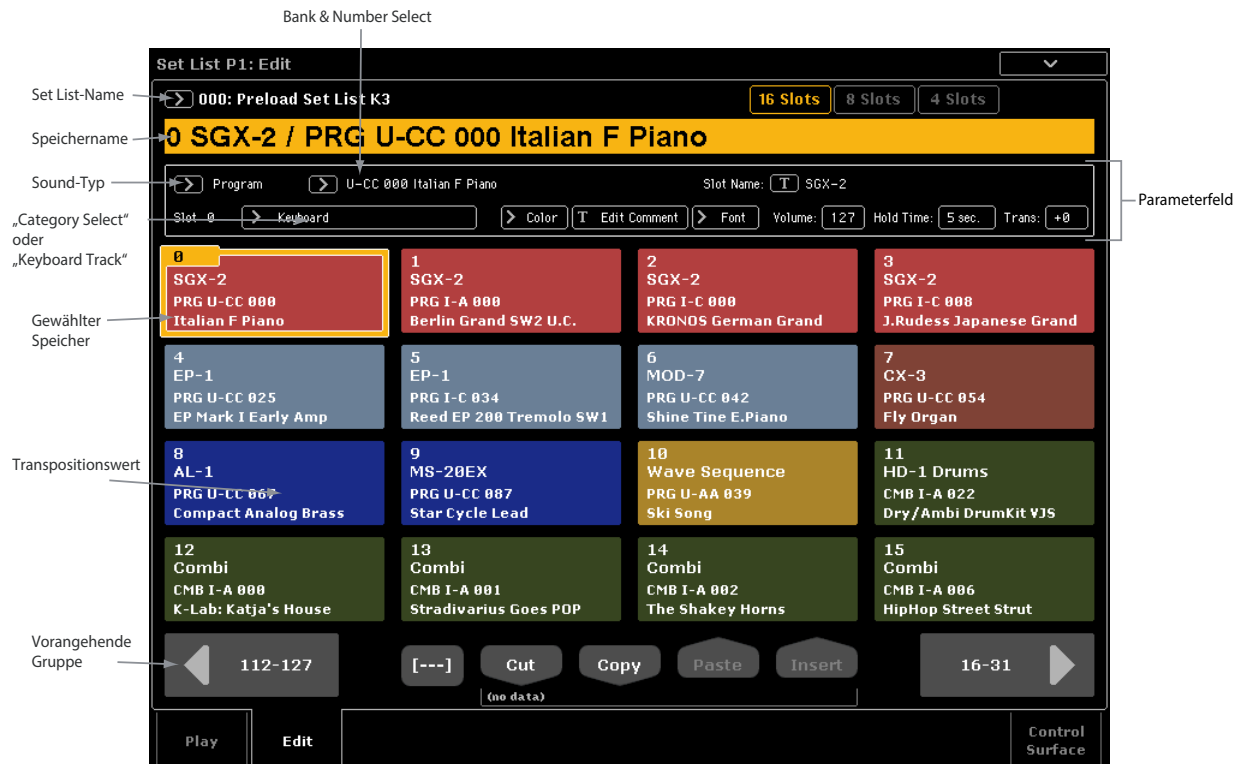 Bank & Number Select
Set List P1: Edit
Set List-Name
000: Preload Set List K3
16 Slots
8 Slots
4 Slots
Speichername
0 SGX-2 / PRG U-CC 000 Italian F Piano
Sound-Typ
Program
U-CC 000 Italian F Piano
Slot Name: T SGX-2
Parameterfeld
„Category Select“
oder
„Keyboard Track“
Slot 0
Keyboard
Color
T Edit Comment
Font
Volume: 127
Hold Time: 5 sec.
Trans: +0
Gewählter
Speicher
0
SGX-2
PRG U-CC 000
Italian F Piano
1
SGX-2
PRG I-A 000
Berlin Grand SW2 U.C.
2
SGX-2
PRG I-C 000
KRONOS German Grand
3
SGX-2
PRG I-C 008
J.Rudess Japanese Grand
4
EP-1
PRG U-CC 025
EP Mark I Early Amp
5
EP-1
PRG I-C 034
Reed EP 200 Tremolo SW1
6
MOD-7
PRG U-CC 042
Shine Tine E.Piano
7
CX-3
PRG U-CC 054
Fly Organ
Transpositionswert
8
AL-1
PRG U-CC 067
Compact Analog Brass
9
MS-20EX
PRG U-CC 087
Star Cycle Lead
10
Wave Sequence
PRG U-AA 039
Ski Song
11
HD-1 Drums
CMB I-A 022
Dry/Ambi DrumKit VJS
12
Combi
CMB I-A 000
K-Lab: Katja's House
13
Combi
CMB I-A 001
Stradivarius Goes POP
14
Combi
CMB I-A 002
The Shakey Horns
15
Combi
CMB I-A 006
HipHop Street Strut
Vorangehende
Gruppe
112-127
[---]
Cut
Copy
Paste
Insert
16-31
(no data)
Play
Edit
Control
Surface